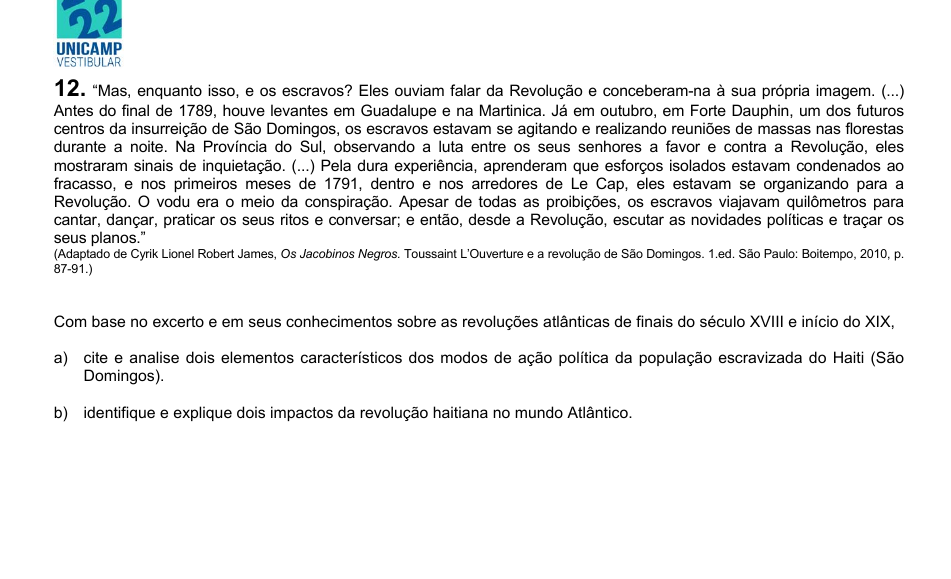 22
UNICAMP
VESTIBULAR
12. “Mas, enquanto isso, e os escravos? Eles ouviam falar da Revolução e conceberam-na à sua própria imagem. (...)
Antes do final de 1789, houve levantes em Guadalupe e na Martinica. Já em outubro, em Forte Dauphin, um dos futuros
centros da insurreição de São Domingos, os escravos estavam se agitando e realizando reuniões de massas nas florestas
durante a noite. Na Província do Sul, observando a luta entre os seus senhores a favor e contra a Revolução, eles
mostraram sinais de inquietação. (...) Pela dura experiência, aprenderam que esforços isolados estavam condenados ao
fracasso, e nos primeiros meses de 1791, dentro e nos arredores de Le Cap, eles estavam se organizando para a
Revolução. O vodu era o meio da conspiração. Apesar de todas as proibições, os escravos viajavam quilômetros para
cantar, dançar, praticar os seus ritos e conversar; e então, desde a Revolução, escutar as novidades políticas e traçar os
seus planos.”
(Adaptado de Cyrik Lionel Robert James, Os Jacobinos Negros. Toussaint L’Ouverture e a revolução de São Domingos. 1.ed. São Paulo: Boitempo, 2010, p.
87-91.)
Com base no excerto e em seus conhecimentos sobre as revoluções atlânticas de finais do século XVIII e início do XIX,
a) cite e analise dois elementos característicos dos modos de ação política da população escravizada do Haiti (São
Domingos).
b) identifique e explique dois impactos da revolução haitiana no mundo Atlântico.